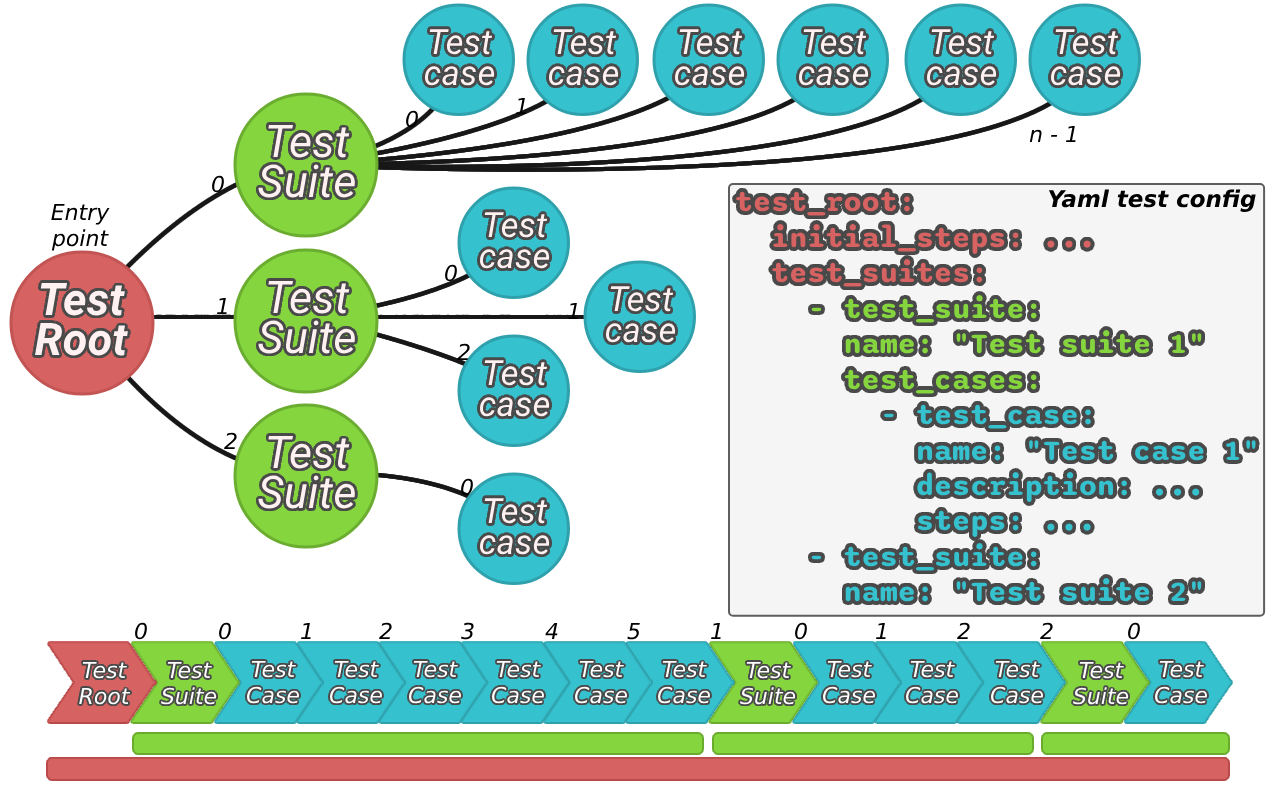 Test
case
Test
case
Test
case
Test
case
Test
case
Test
case
0
1
n - 1
Test
Suite
0
Entry
point
Test
Root
1
Test
Suite
0
Test
case
1
Test
case
2
Test
case
2
Test
Suite
0
Test
case
Yaml test config
test_root:
initial_steps: ...
test_suites:
- test_suite:
name: "Test suite 1"
test_cases:
- test_case:
name: "Test case 1"
description: ...
steps: ...
- test_suite:
name: "Test suite 2"
0 0 1 2 3 4 5 1 0 1 2 2 0
Test Test Test Test Test Test Test Test Test Test Test Test Test Test
Root Suite Case Case Case Case Case Case Suite Case Case Case Suite Case